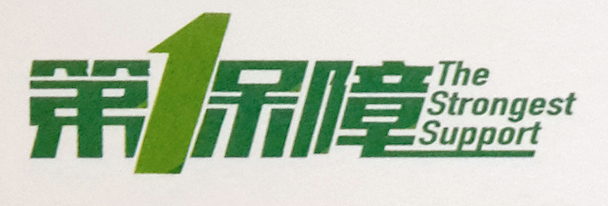 第1保障
The
Strongest
Support